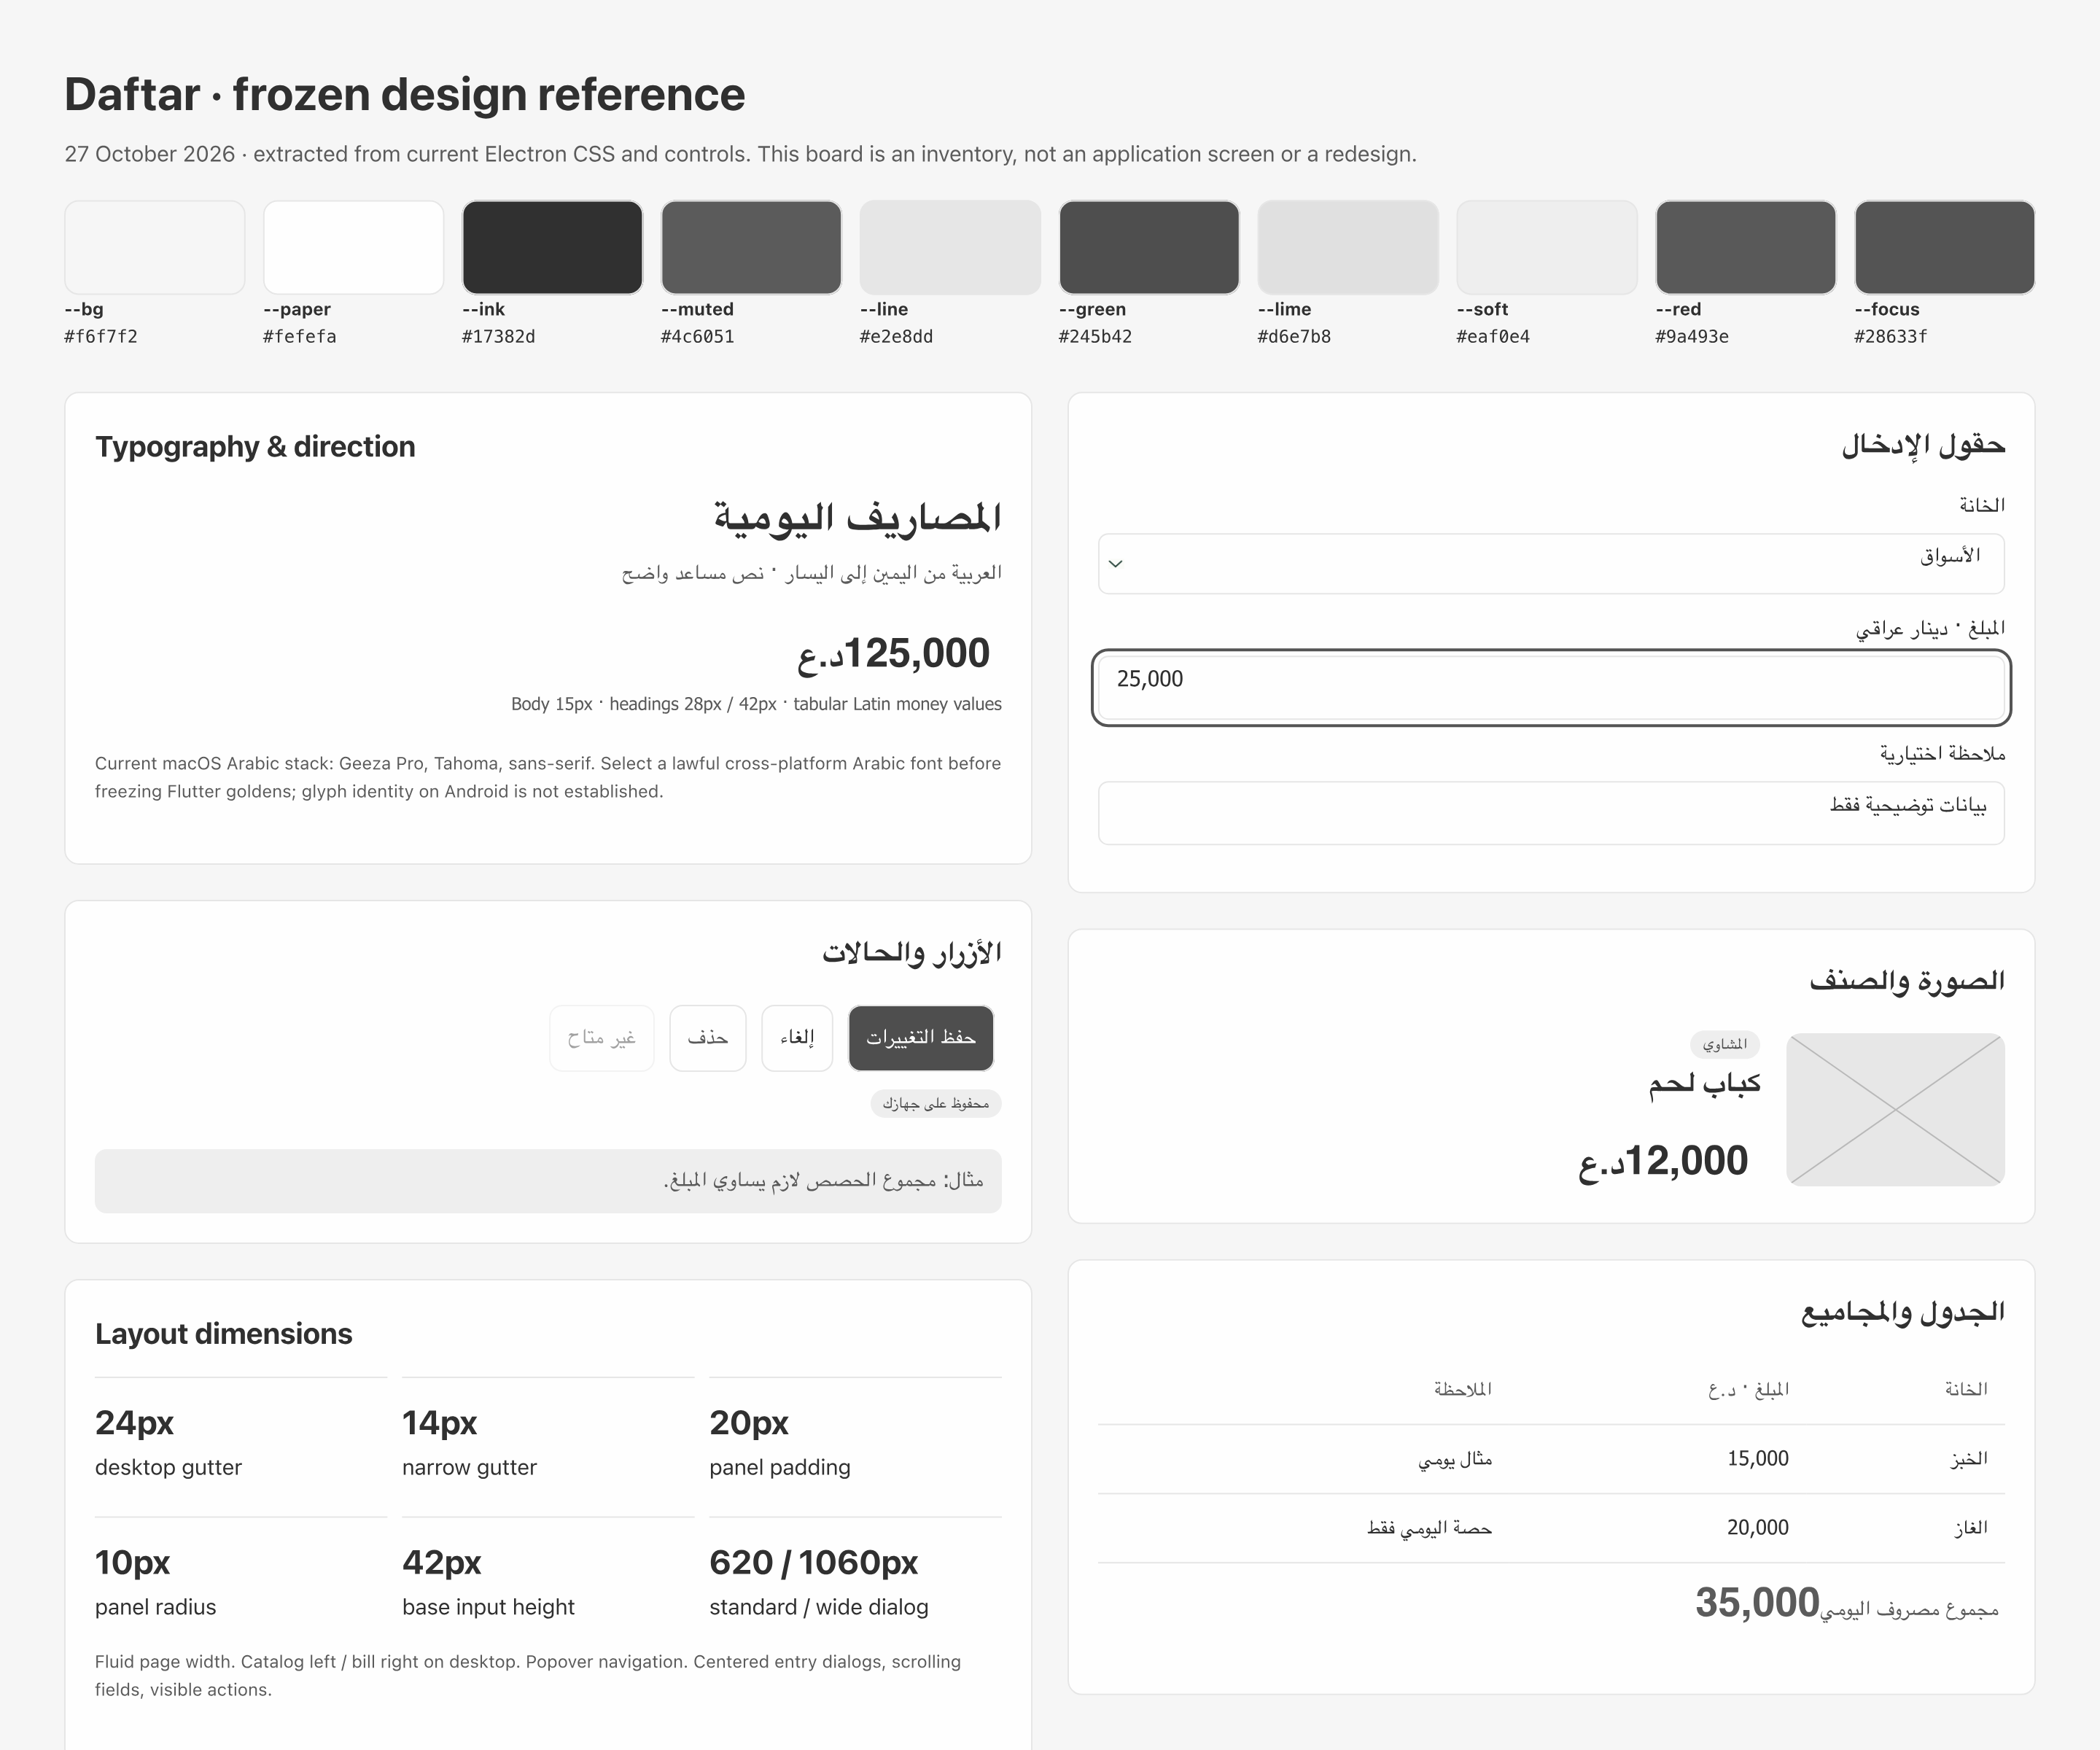 Daftar · frozen design reference
27 October 2026 · extracted from current Electron CSS and controls. This board is an inventory, not an application screen or a redesign.
--bg
#f6f7f2
--paper
#fefefa
--ink
#17382d
--muted
#4c6051
--line
#e2e8dd
--green
#245b42
--lime
#d6e7b8
--soft
#eaf0e4
--red
#9a493e
--focus
#28633f
Typography & direction
المصاريف اليومية
العربية من اليمين إلى اليسار · نص مساعد واضح
125,000د.ع
Body 15px · headings 28px / 42px · tabular Latin money values
Current macOS Arabic stack: Geeza Pro, Tahoma, sans-serif. Select a lawful cross-platform Arabic font before
freezing Flutter goldens; glyph identity on Android is not established.
حقول الإدخال
الخانة
الأسواق
المبلغ · دينار عراقي
25,000
ملاحظة اختيارية
بيانات توضيحية فقط
الأزرار والحالات
حفظ التغييرات
إلغاء
حذف
غير متاح
محفوظ على جهازك
مثال: مجموع الحصص لازم يساوي المبلغ.
الصورة والصنف
المشاوي
كباب لحم
12,000د.ع
Layout dimensions
24px
desktop gutter
14px
narrow gutter
20px
panel padding
10px
panel radius
42px
base input height
620 / 1060px
standard / wide dialog
Fluid page width. Catalog left / bill right on desktop. Popover navigation. Centered entry dialogs, scrolling
fields, visible actions.
الجدول والمجاميع
الخانة المبلغ · د.ع الملاحظة
الخبز 15,000 مثال يومي
الغاز 20,000 حصة اليومي فقط
مجموع مصروف اليومي35,000